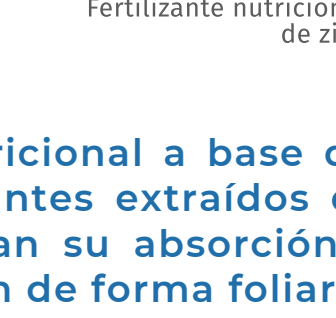 Fertilizante nutricion
de zi
ricional a base
ntes extraídos
an su absorción
n de forma foliar